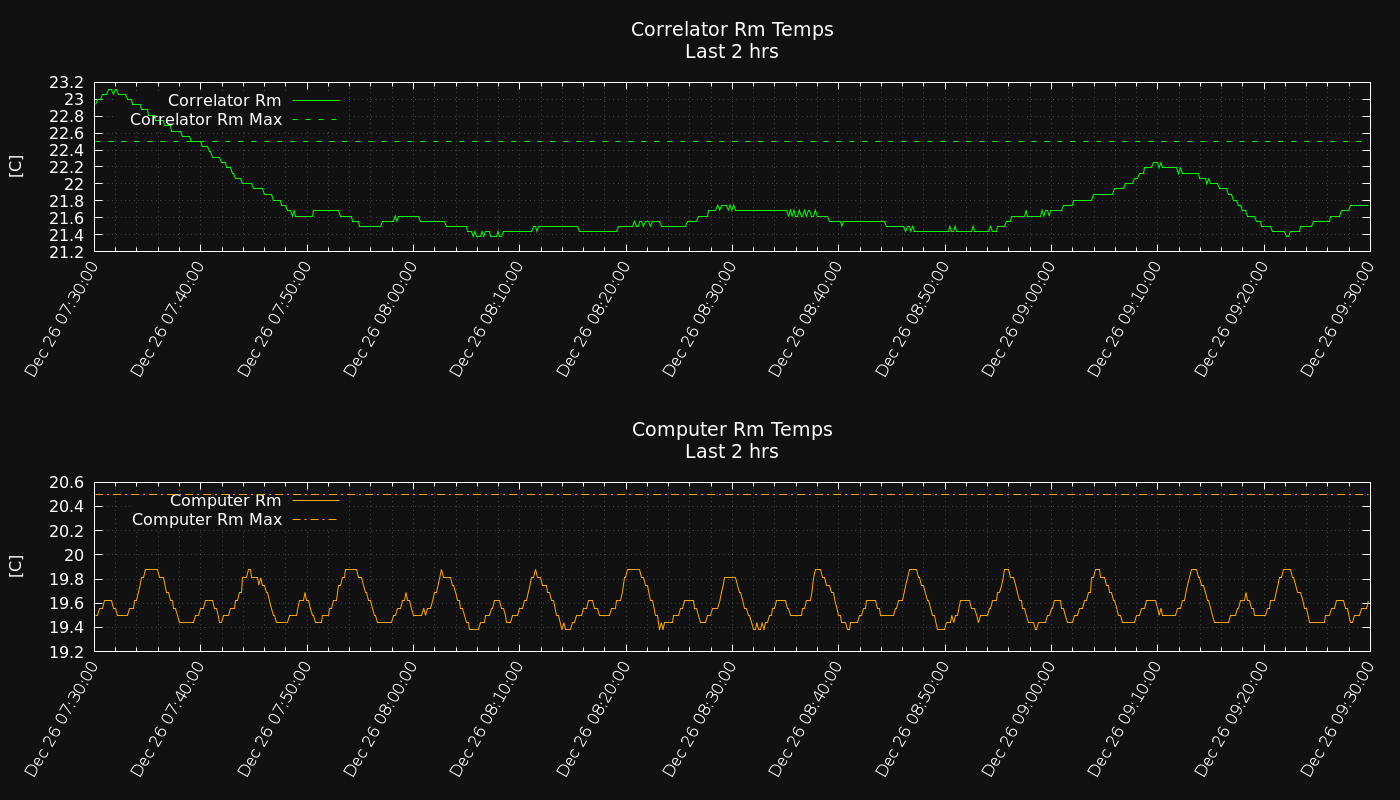 Correlator Rm Temps
Last 2 hrs
[C]
23.2
23
22.8
22.6
22.4
22.2
22
21.8
21.6
21.4
21.2
Correlator Rm
Correlator Rm Max
Dec 26 07:30:00
Dec 26 07:40:00
Dec 26 07:50:00
Dec 26 08:00:00
Dec 26 08:10:00
Dec 26 08:20:00
Dec 26 08:30:00
Dec 26 08:40:00
Dec 26 08:50:00
Dec 26 09:00:00
Dec 26 09:10:00
Dec 26 09:20:00
Dec 26 09:30:00
Computer Rm Temps
Last 2 hrs
[C]
20.6
20.4
20.2
20
19.8
19.6
19.4
19.2
Computer Rm
Computer Rm Max
Dec 26 07:30:00
Dec 26 07:40:00
Dec 26 07:50:00
Dec 26 08:00:00
Dec 26 08:10:00
Dec 26 08:20:00
Dec 26 08:30:00
Dec 26 08:40:00
Dec 26 08:50:00
Dec 26 09:00:00
Dec 26 09:10:00
Dec 26 09:20:00
Dec 26 09:30:00